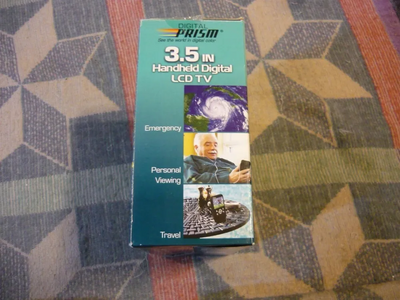 DIGITAL
PRISM
See the world in digital color
3.5 IN
Handheld Digital
LCD TV
Emergency
Personal
Viewing
Travel